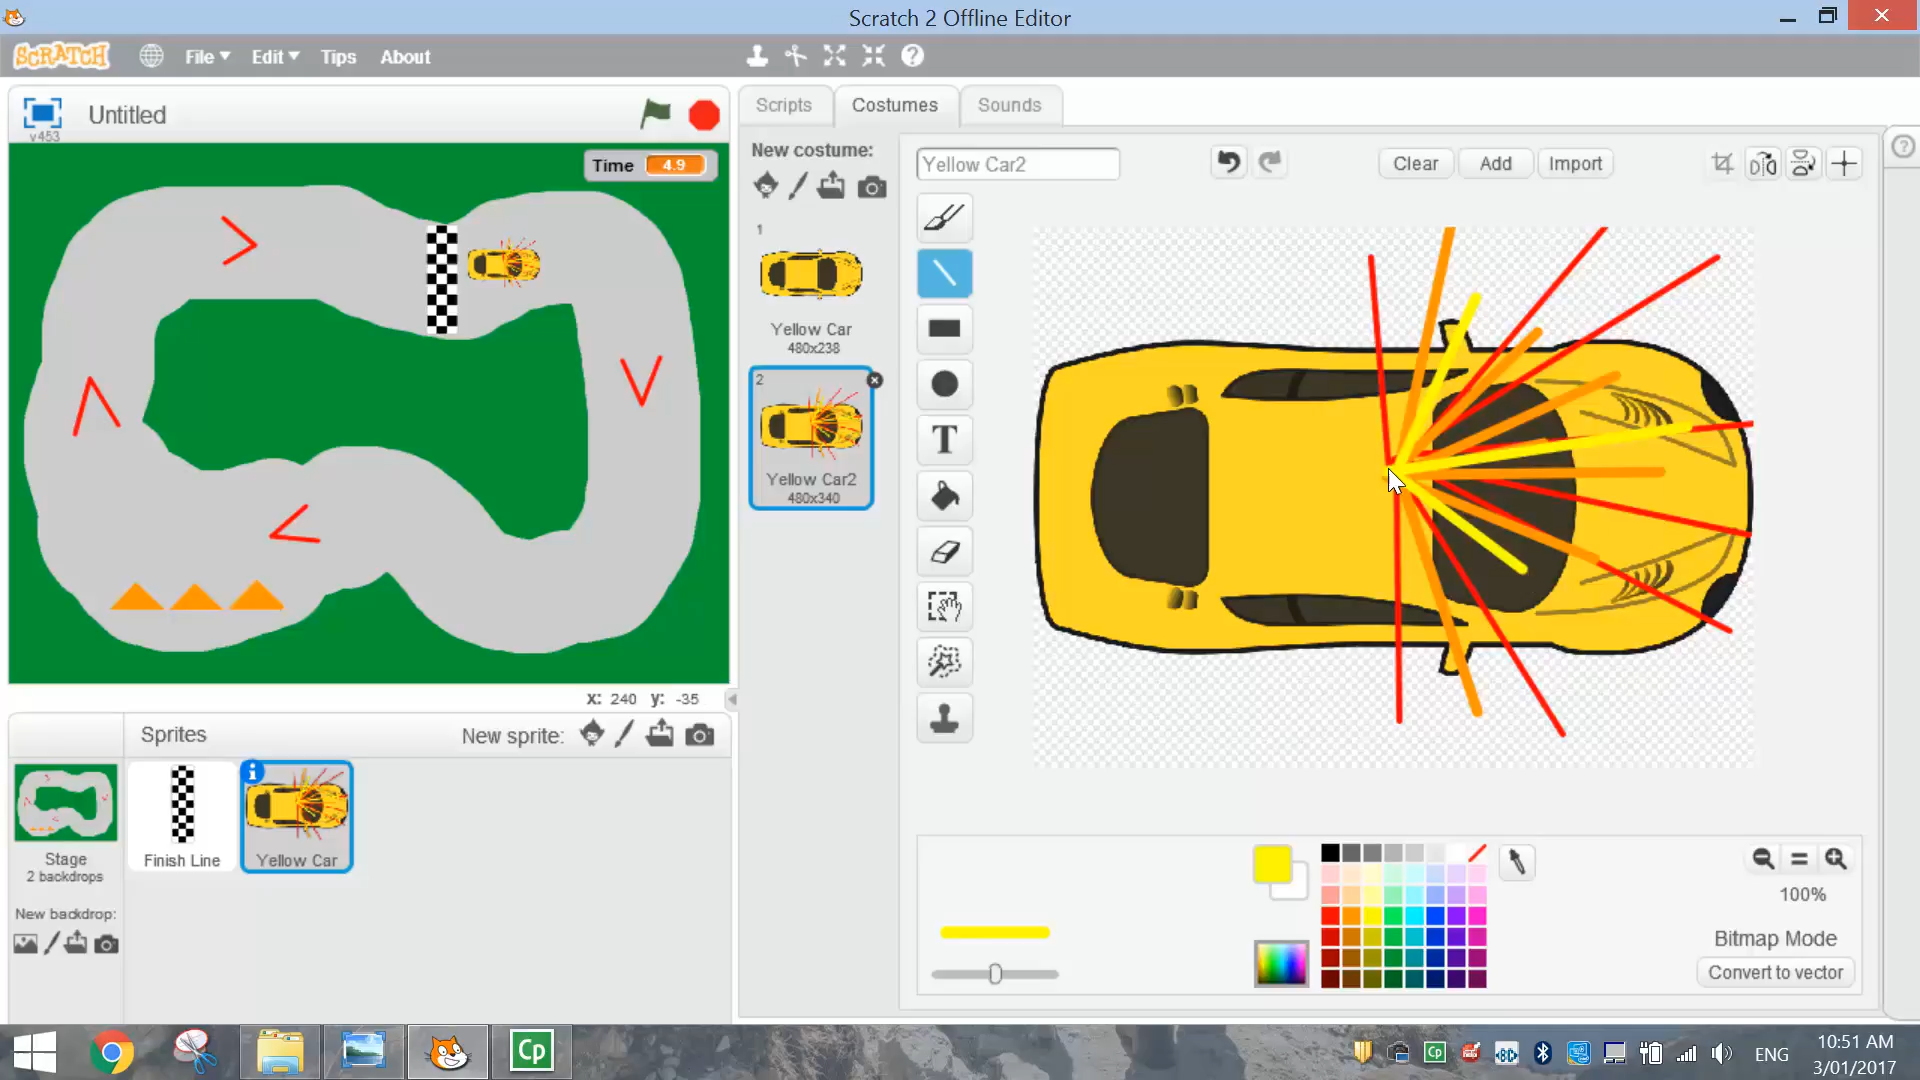 Scratch 2 Offline Editor
SCRATCH File Edit Tips About
v453
Untitled
Time 4.9
x: 240 y: -35
Sprites New sprite:
Stage
2 backdrops
New backdrop:
Finish Line
Yellow Car
Scripts Costumes Sounds
New costume:
1
Yellow Car
480x238
2
Yellow Car2
480x340
Yellow Car2
Clear Add Import
T
100%
Bitmap Mode
Convert to vector
Cp
Cp
ENG
10:51 AM
3/01/2017